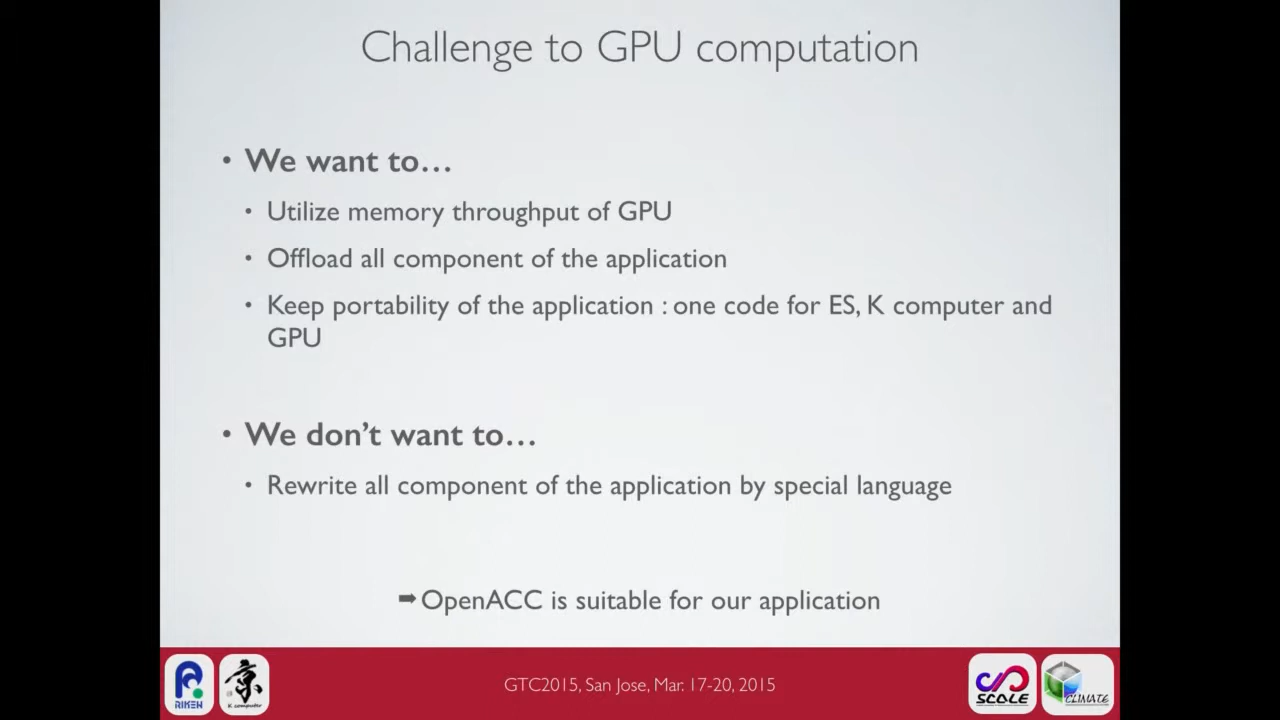 Challenge to GPU computation
• We want to…
• Utilize memory throughput of GPU
• Offload all component of the application
• Keep portability of the application : one code for ES, K computer and
GPU
• We don't want to…
• Rewrite all component of the application by special language
➡ OpenACC is suitable for our application
RIKEN
京
K computer
GTC2015, San Jose, Mar. 17-20, 2015
SCALE
CLIMATE